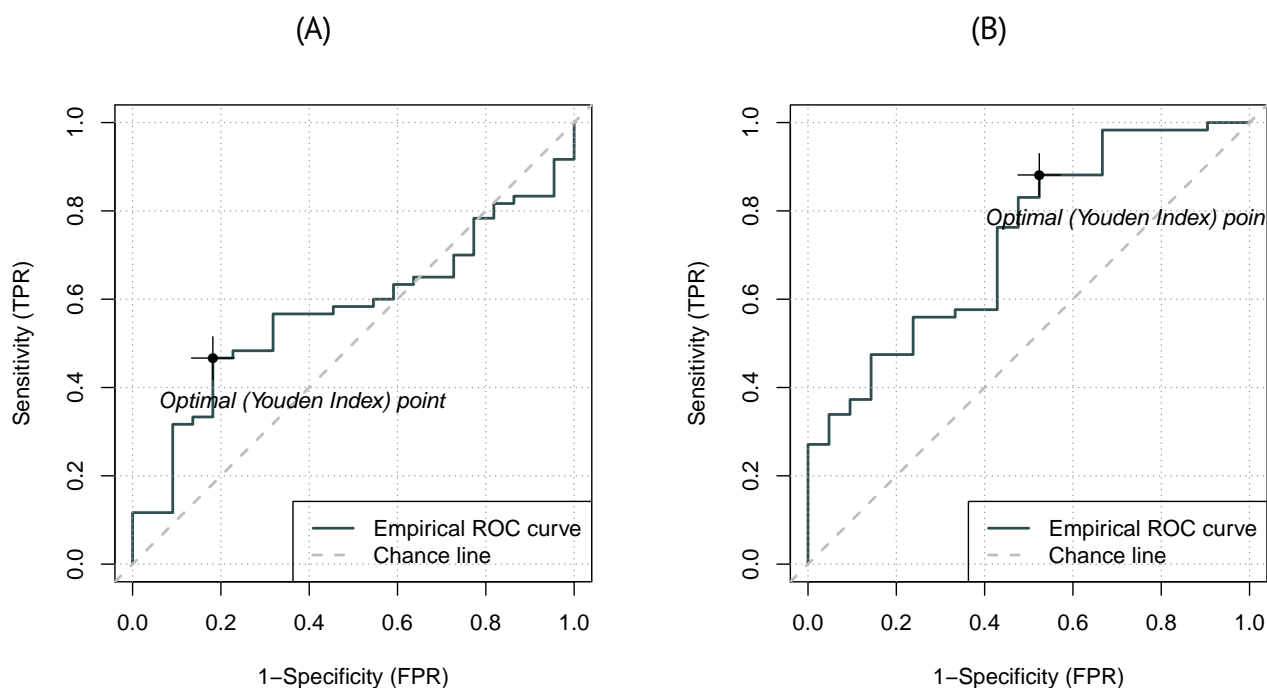 (A)
1.0
0.8
0.6
0.4
0.2
0.0
Sensitivity (TPR)
Optimal (Youden Index) point
Empirical ROC curve
Chance line
0.0 0.2 0.4 0.6 0.8 1.0
1−Specificity (FPR)
(B)
1.0
0.8
0.6
0.4
0.2
0.0
Sensitivity (TPR)
Optimal (Youden Index) poin
Empirical ROC curve
Chance line
0.0 0.2 0.4 0.6 0.8 1.0
1−Specificity (FPR)